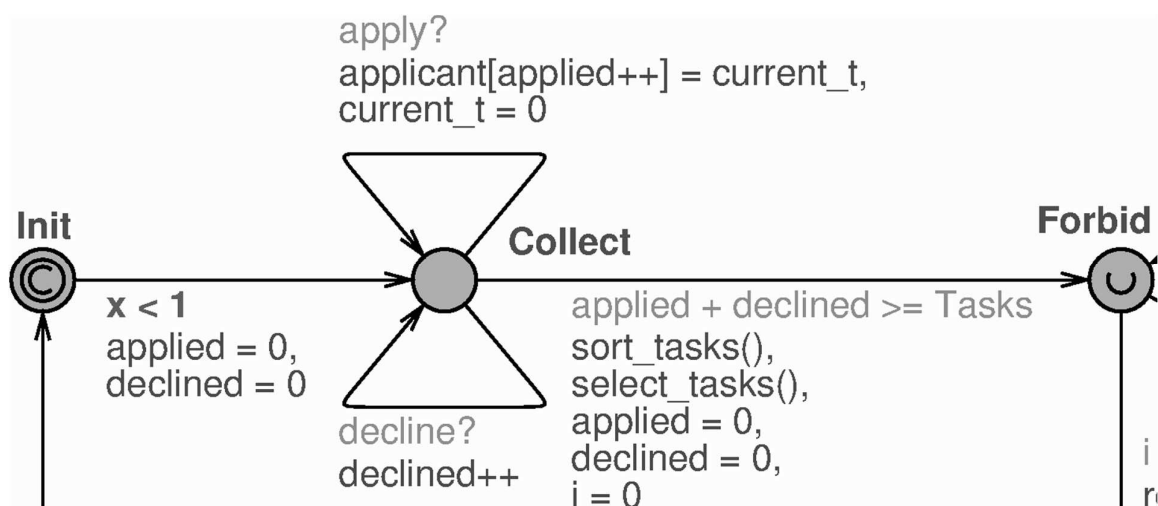 apply?
applicant[applied++] = current_t,
current_t = 0
Init
Collect
Forbid
x < 1
applied = 0,
declined = 0
applied + declined >= Tasks
sort_tasks(),
select_tasks(),
applied = 0,
declined = 0,
i = 0
decline?
declined++
i